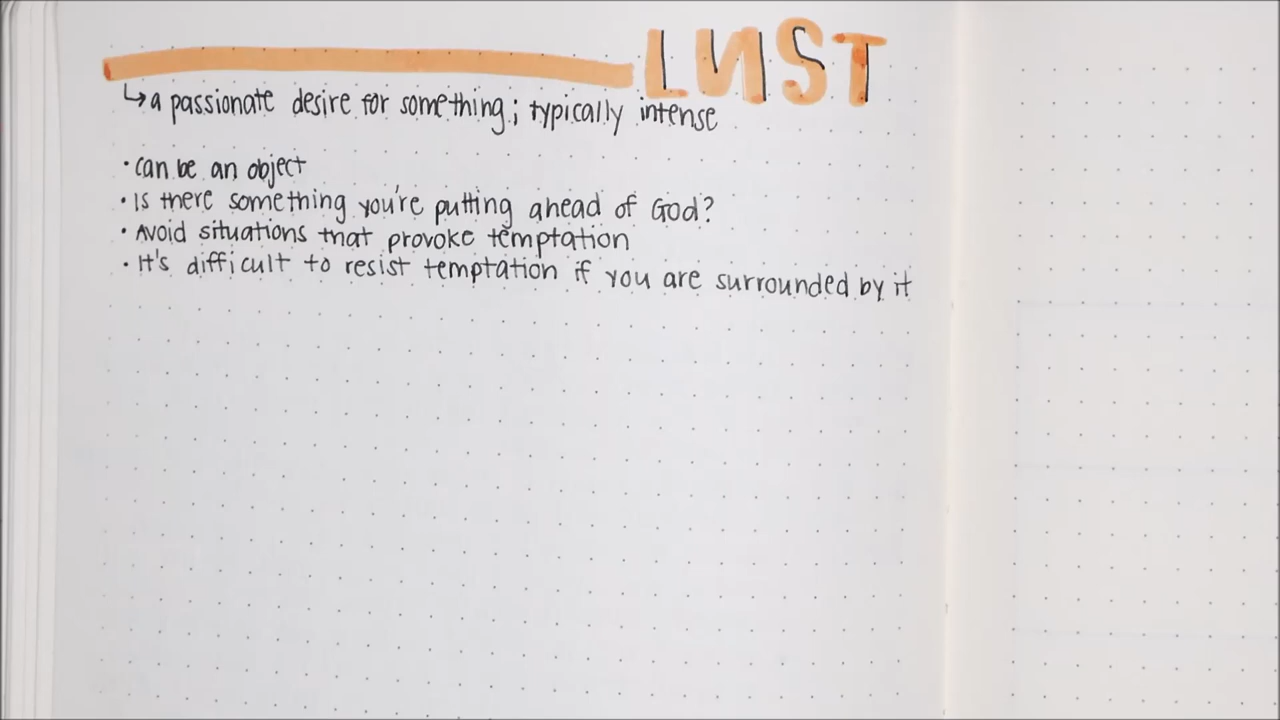 LUST
↳ a passionate desire for something; typically intense
• can be an object
• Is there something you're putting ahead of God?
• Avoid situations that provoke temptation
• It's difficult to resist temptation if you are surrounded by it